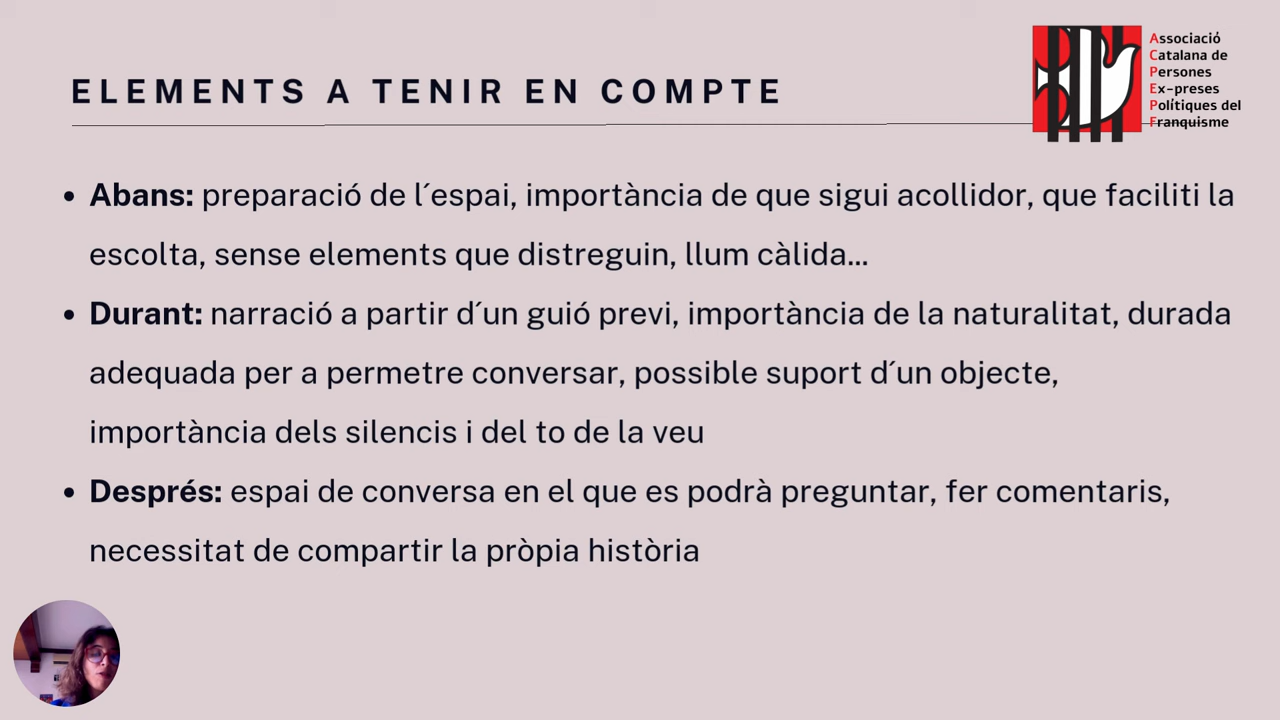 ELEMENTS A TENIR EN COMPTE
Associació
Catalana de
Persones
Ex-preses
Polítiques del
Franquisme
• Abans: preparació de l´espai, importància de que sigui acollidor, que faciliti la
escolta, sense elements que distreguin, llum càlida...
• Durant: narració a partir d´un guió previ, importància de la naturalitat, durada
adequada per a permetre conversar, possible suport d´un objecte,
importància dels silencis i del to de la veu
• Després: espai de conversa en el que es podrà preguntar, fer comentaris,
necessitat de compartir la pròpia història